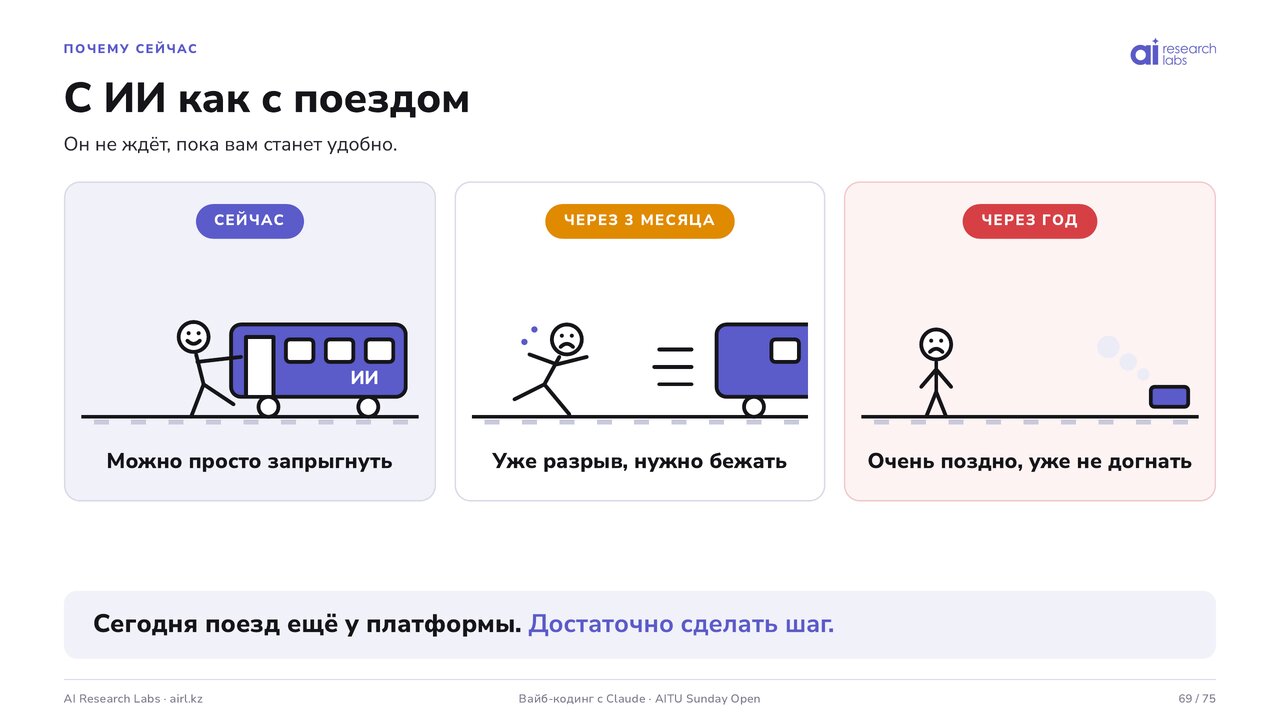 ПОЧЕМУ СЕЙЧАС
ai research labs
С ИИ как с поездом
Он не ждёт, пока вам станет удобно.
СЕЙЧАС
ИИ
Можно просто запрыгнуть
ЧЕРЕЗ 3 МЕСЯЦА
Уже разрыв, нужно бежать
ЧЕРЕЗ ГОД
Очень поздно, уже не догнать
Сегодня поезд ещё у платформы. Достаточно сделать шаг.
AI Research Labs · airl.kz
Вайб-кодинг с Claude · AITU Sunday Open
69 / 75